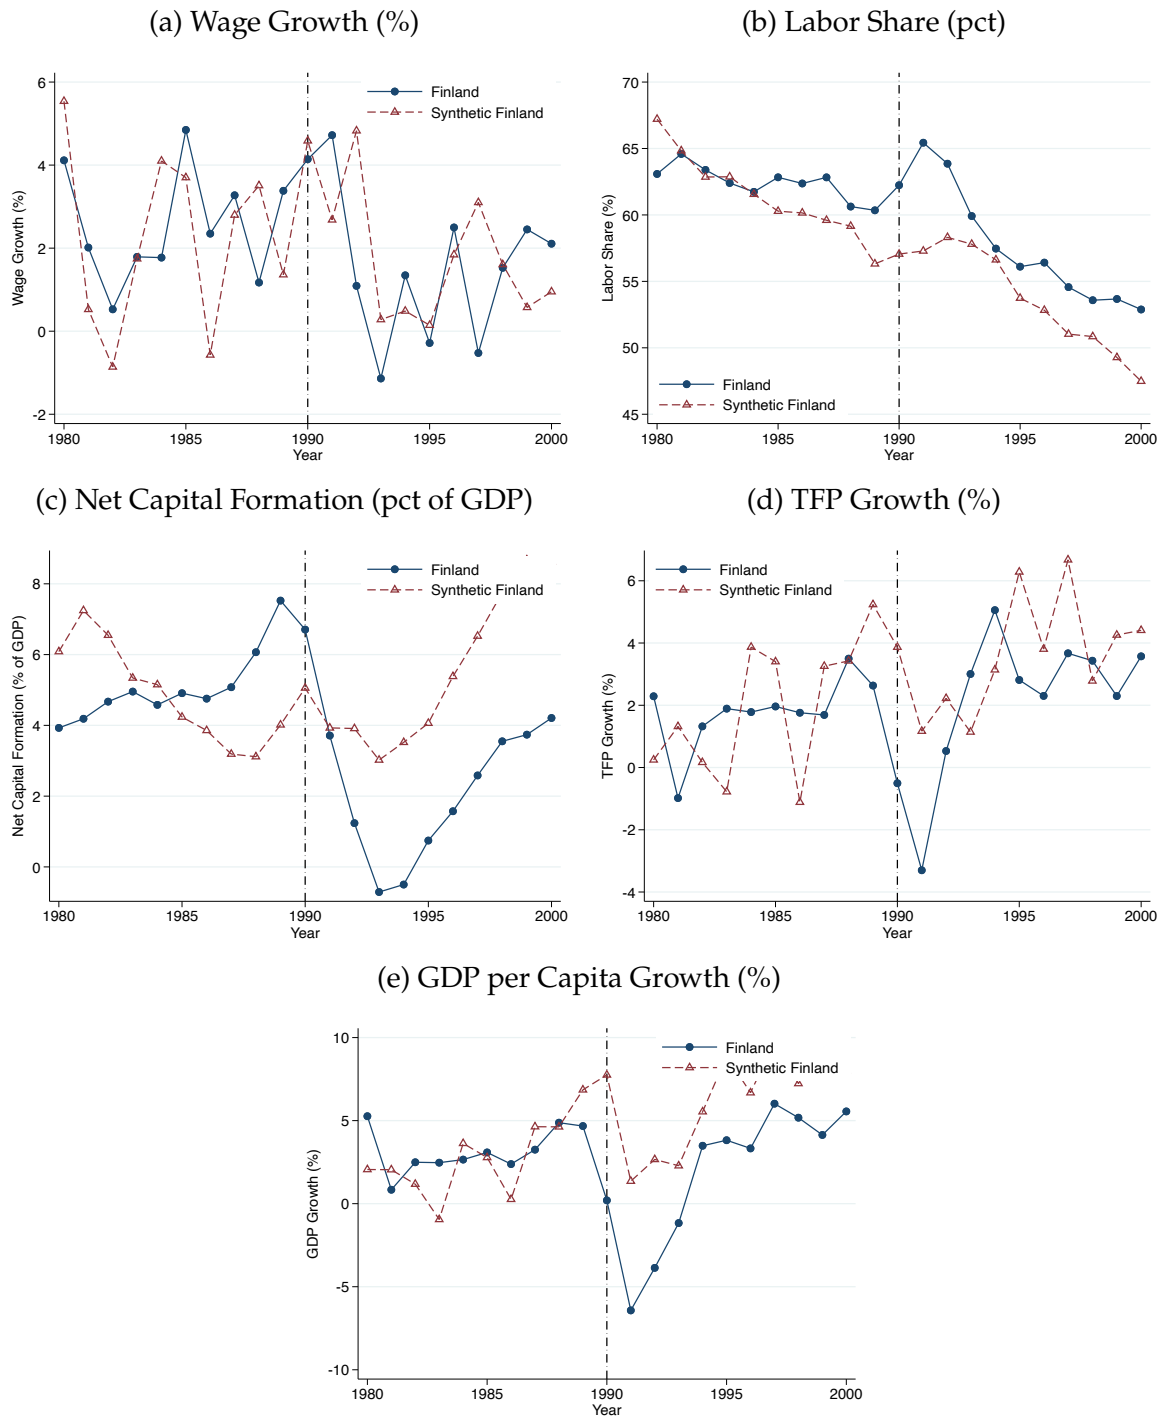 (a) Wage Growth (%)
6
4
2
0
-2
Wage Growth (%)
Finland
Synthetic Finland
1980
1985
1990
1995
2000
Year
(b) Labor Share (pct)
70
65
60
55
50
45
Labor Share (%)
Finland
Synthetic Finland
1980
1985
1990
1995
2000
Year
(c) Net Capital Formation (pct of GDP)
8
6
4
2
0
Net Capital Formation (% of GDP)
Finland
Synthetic Finland
1980
1985
1990
1995
2000
Year
(d) TFP Growth (%)
6
4
2
0
-2
-4
TFP Growth (%)
Finland
Synthetic Finland
1980
1985
1990
1995
2000
Year
(e) GDP per Capita Growth (%)
10
5
0
-5
-10
GDP Growth (%)
Finland
Synthetic Finland
1980
1985
1990
1995
2000
Year